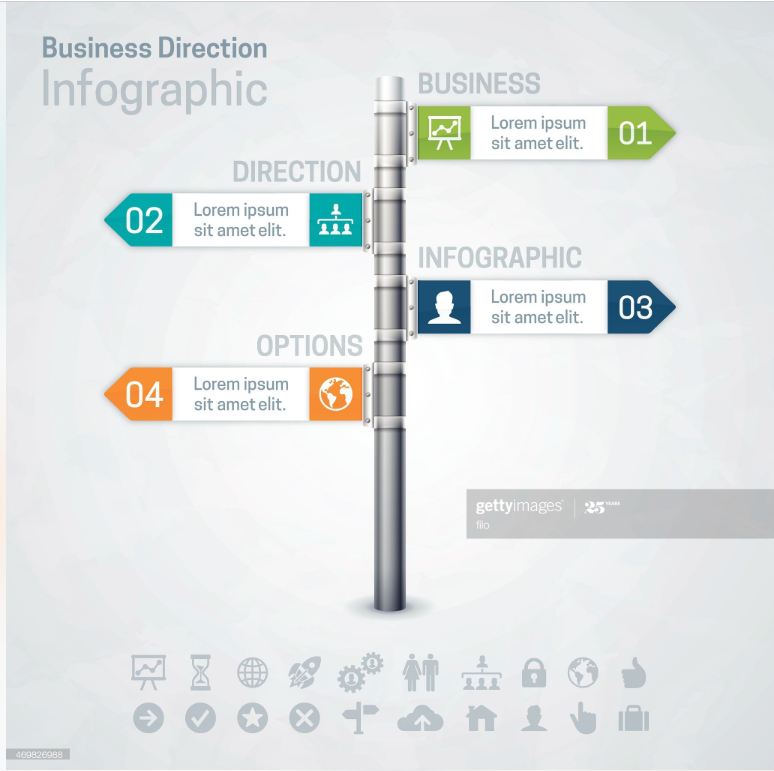 Business Direction
Infographic
BUSINESS
Lorem ipsum
sit amet elit.
01
DIRECTION
02
Lorem ipsum
sit amet elit.
INFOGRAPHIC
Lorem ipsum
sit amet elit.
03
OPTIONS
04
Lorem ipsum
sit amet elit.
gettyimages
25 YEARS
filo
469826988